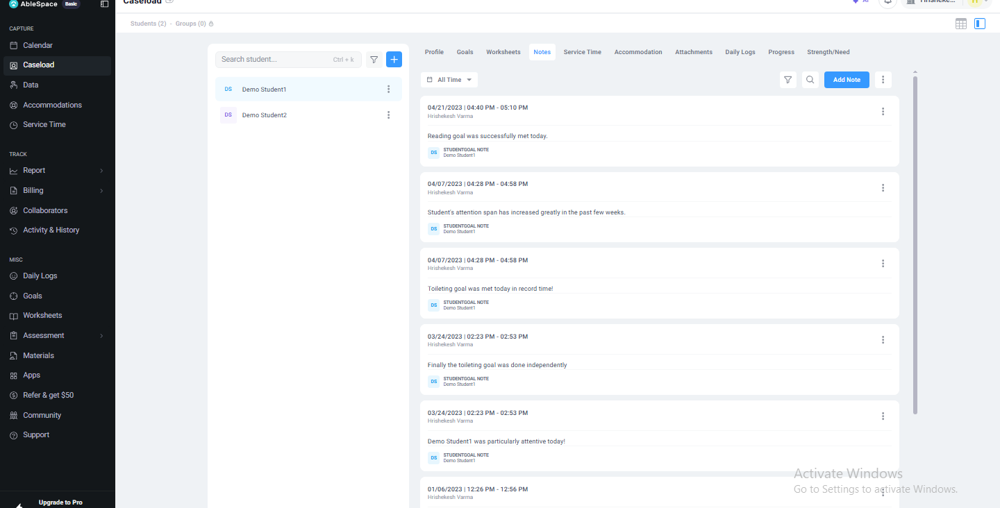 AbleSpace Basic
CAPTURE
Calendar
Caseload
Data
Accommodations
Service Time
TRACK
Report
Billing
Collaborators
Activity & History
MISC
Daily Logs
Goals
Worksheets
Assessment
Materials
Apps
Refer & get $50
Community
Support
Upgrade to Pro
Caseload
AI
Hrisheke...
H
Students (2) - Groups (0)
Search student... Ctrl + k
DS Demo Student1
DS Demo Student2
Profile Goals Worksheets Notes Service Time Accommodation Attachments Daily Logs Progress Strength/Need
All Time
Add Note
04/21/2023 | 04:40 PM - 05:10 PM
Hrishekesh Varma
Reading goal was successfully met today.
DS STUDENTGOAL NOTE
Demo Student1
04/07/2023 | 04:28 PM - 04:58 PM
Hrishekesh Varma
Student's attention span has increased greatly in the past few weeks.
DS STUDENTGOAL NOTE
Demo Student1
04/07/2023 | 04:28 PM - 04:58 PM
Hrishekesh Varma
Toileting goal was met today in record time!
DS STUDENTGOAL NOTE
Demo Student1
03/24/2023 | 02:23 PM - 02:53 PM
Hrishekesh Varma
Finally the toileting goal was done independently
DS STUDENTGOAL NOTE
Demo Student1
03/24/2023 | 02:23 PM - 02:53 PM
Hrishekesh Varma
Demo Student1 was particularly attentive today!
DS STUDENTGOAL NOTE
Demo Student1
01/06/2023 | 12:26 PM - 12:56 PM
Hrishekesh Varma
Activate Windows
Go to Settings to activate Windows.